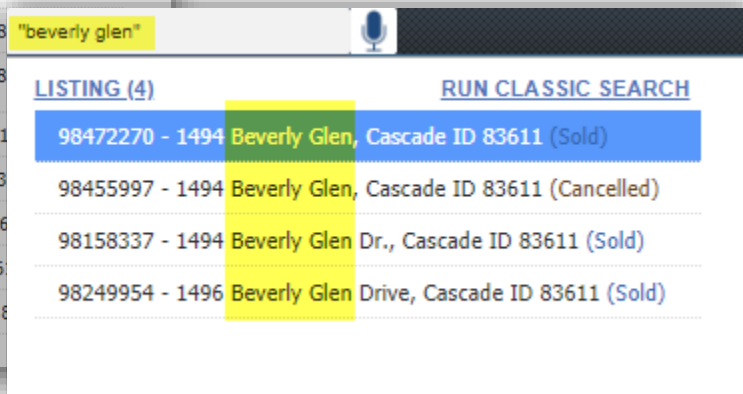 "beverly glen"
LISTING (4) RUN CLASSIC SEARCH
98472270 - 1494 Beverly Glen, Cascade ID 83611 (Sold)
98455997 - 1494 Beverly Glen, Cascade ID 83611 (Cancelled)
98158337 - 1494 Beverly Glen Dr., Cascade ID 83611 (Sold)
98249954 - 1496 Beverly Glen Drive, Cascade ID 83611 (Sold)